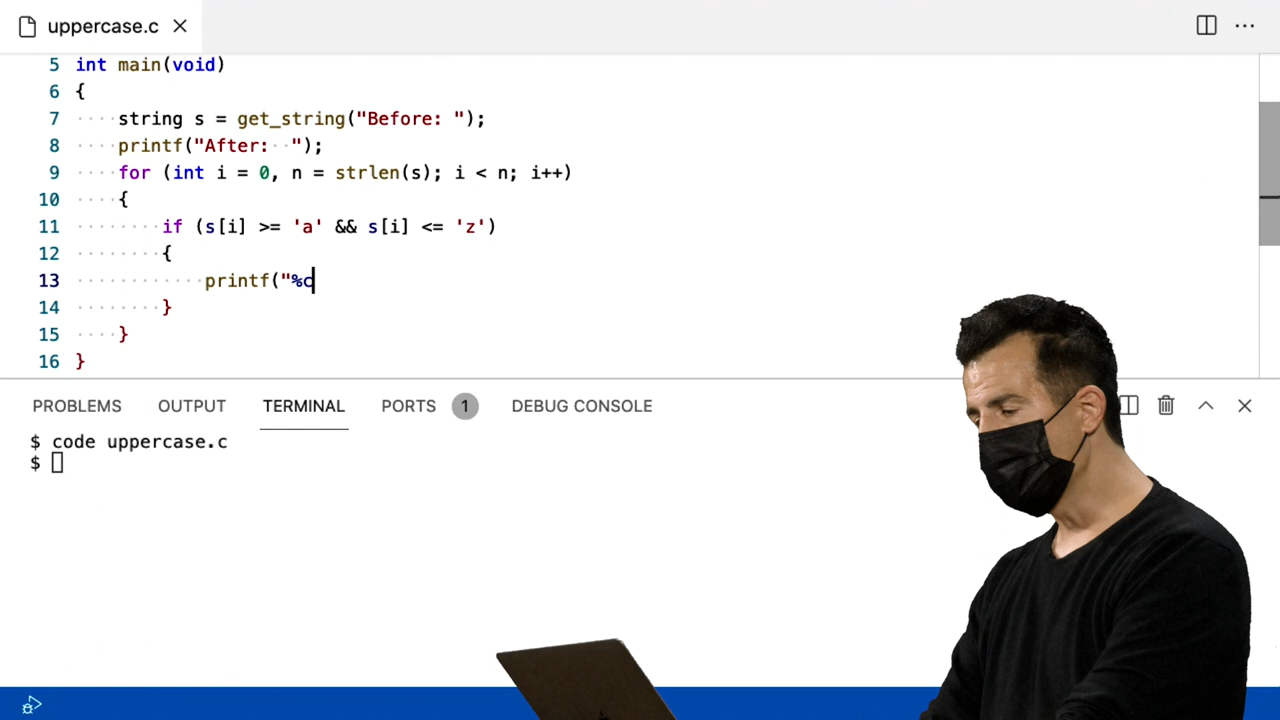 uppercase.c
5 int main(void)
6 {
7 ····string s = get_string("Before: ");
8 ····printf("After:··");
9 ····for (int i = 0, n = strlen(s); i < n; i++)
10 ····{
11 ········if (s[i] >= 'a' && s[i] <= 'z')
12 ········{
13 ············printf("%c
14 ········}
15 ····}
16 }
PROBLEMS OUTPUT TERMINAL PORTS 1 DEBUG CONSOLE
$ code uppercase.c
$